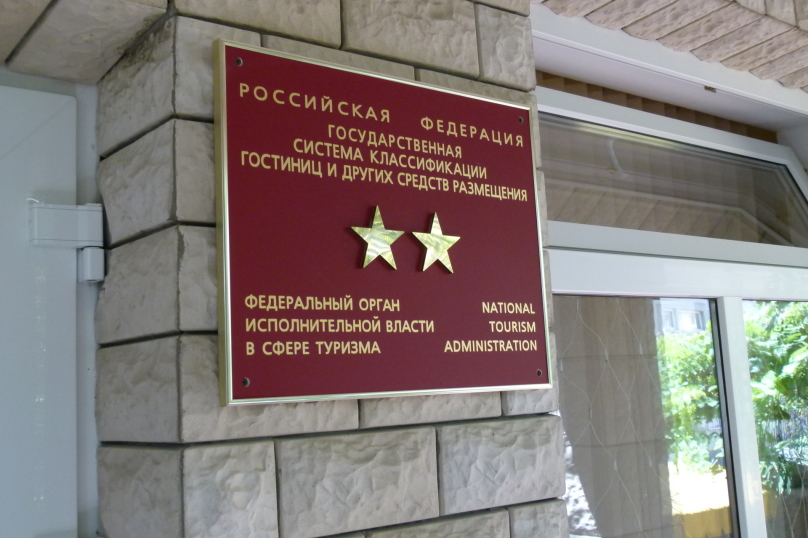 РОССИЙСКАЯ ФЕДЕРАЦИЯ
ГОСУДАРСТВЕННАЯ
СИСТЕМА КЛАССИФИКАЦИИ
ГОСТИНИЦ И ДРУГИХ СРЕДСТВ РАЗМЕЩЕНИЯ
ФЕДЕРАЛЬНЫЙ ОРГАН
ИСПОЛНИТЕЛЬНОЙ ВЛАСТИ
В СФЕРЕ ТУРИЗМА
NATIONAL
TOURISM
ADMINISTRATION